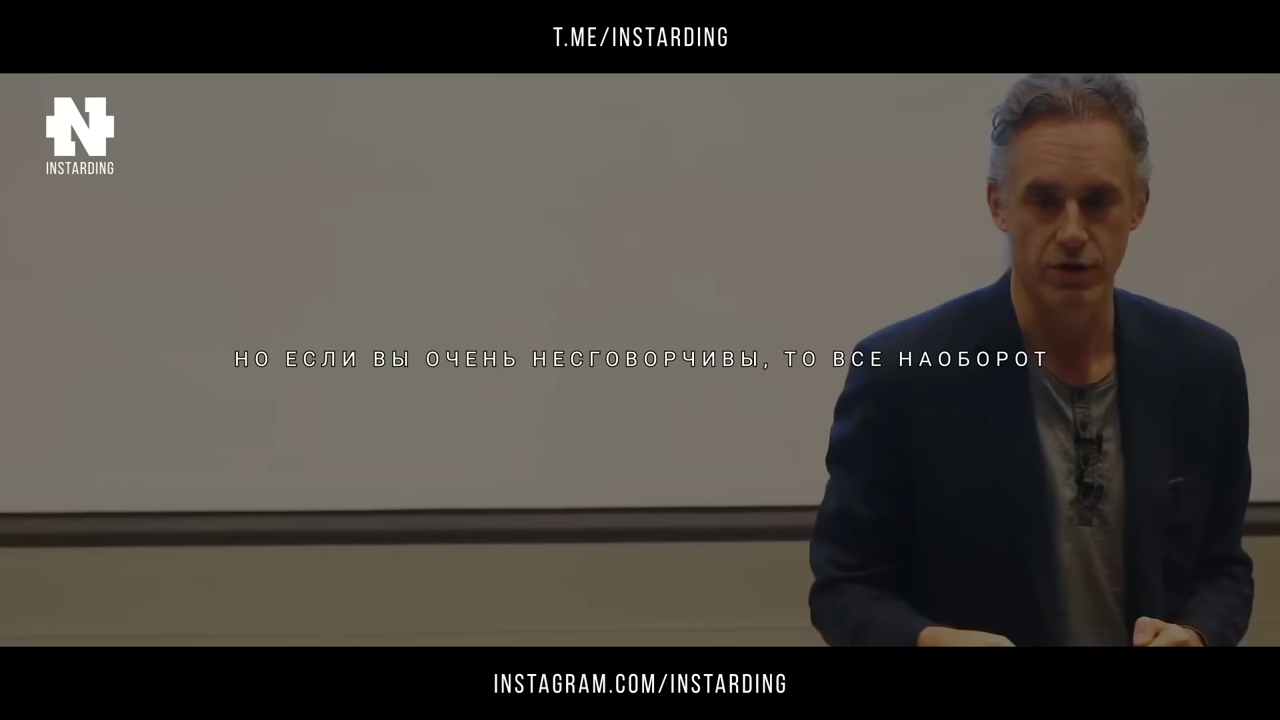 T.ME/INSTARDING
N
INSTARDING
НО ЕСЛИ ВЫ ОЧЕНЬ НЕСГОВОРЧИВЫ, ТО ВСЕ НАОБОРОТ
INSTAGRAM.COM/INSTARDING